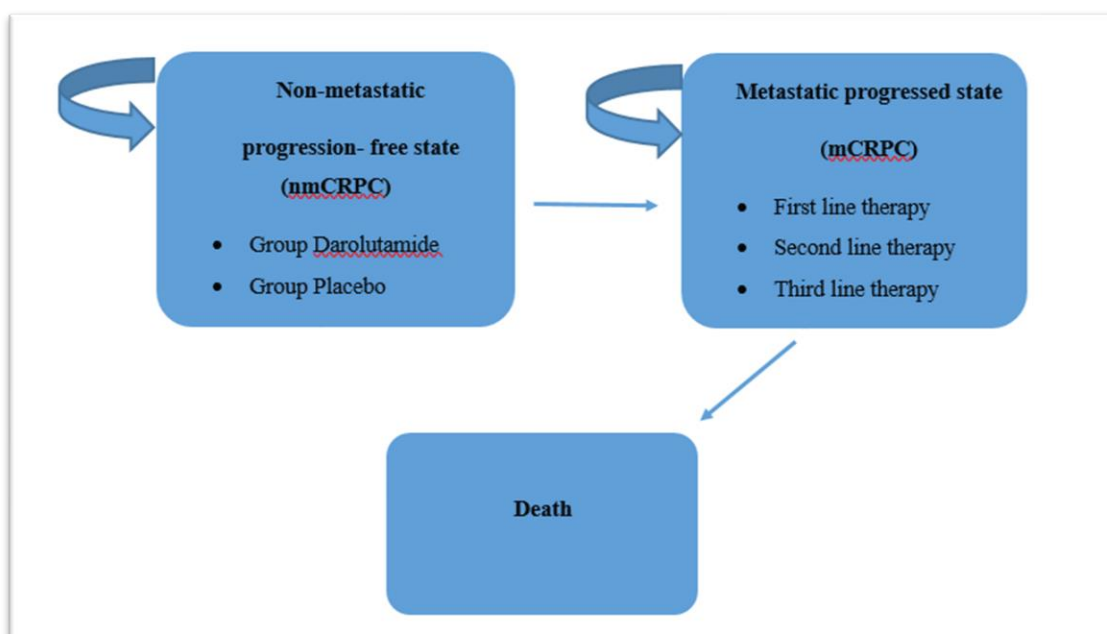 Non-metastatic
progression- free state
(nmCRPC)
• Group Darolutamide
• Group Placebo
Metastatic progressed state
(mCRPC)
• First line therapy
• Second line therapy
• Third line therapy
Death